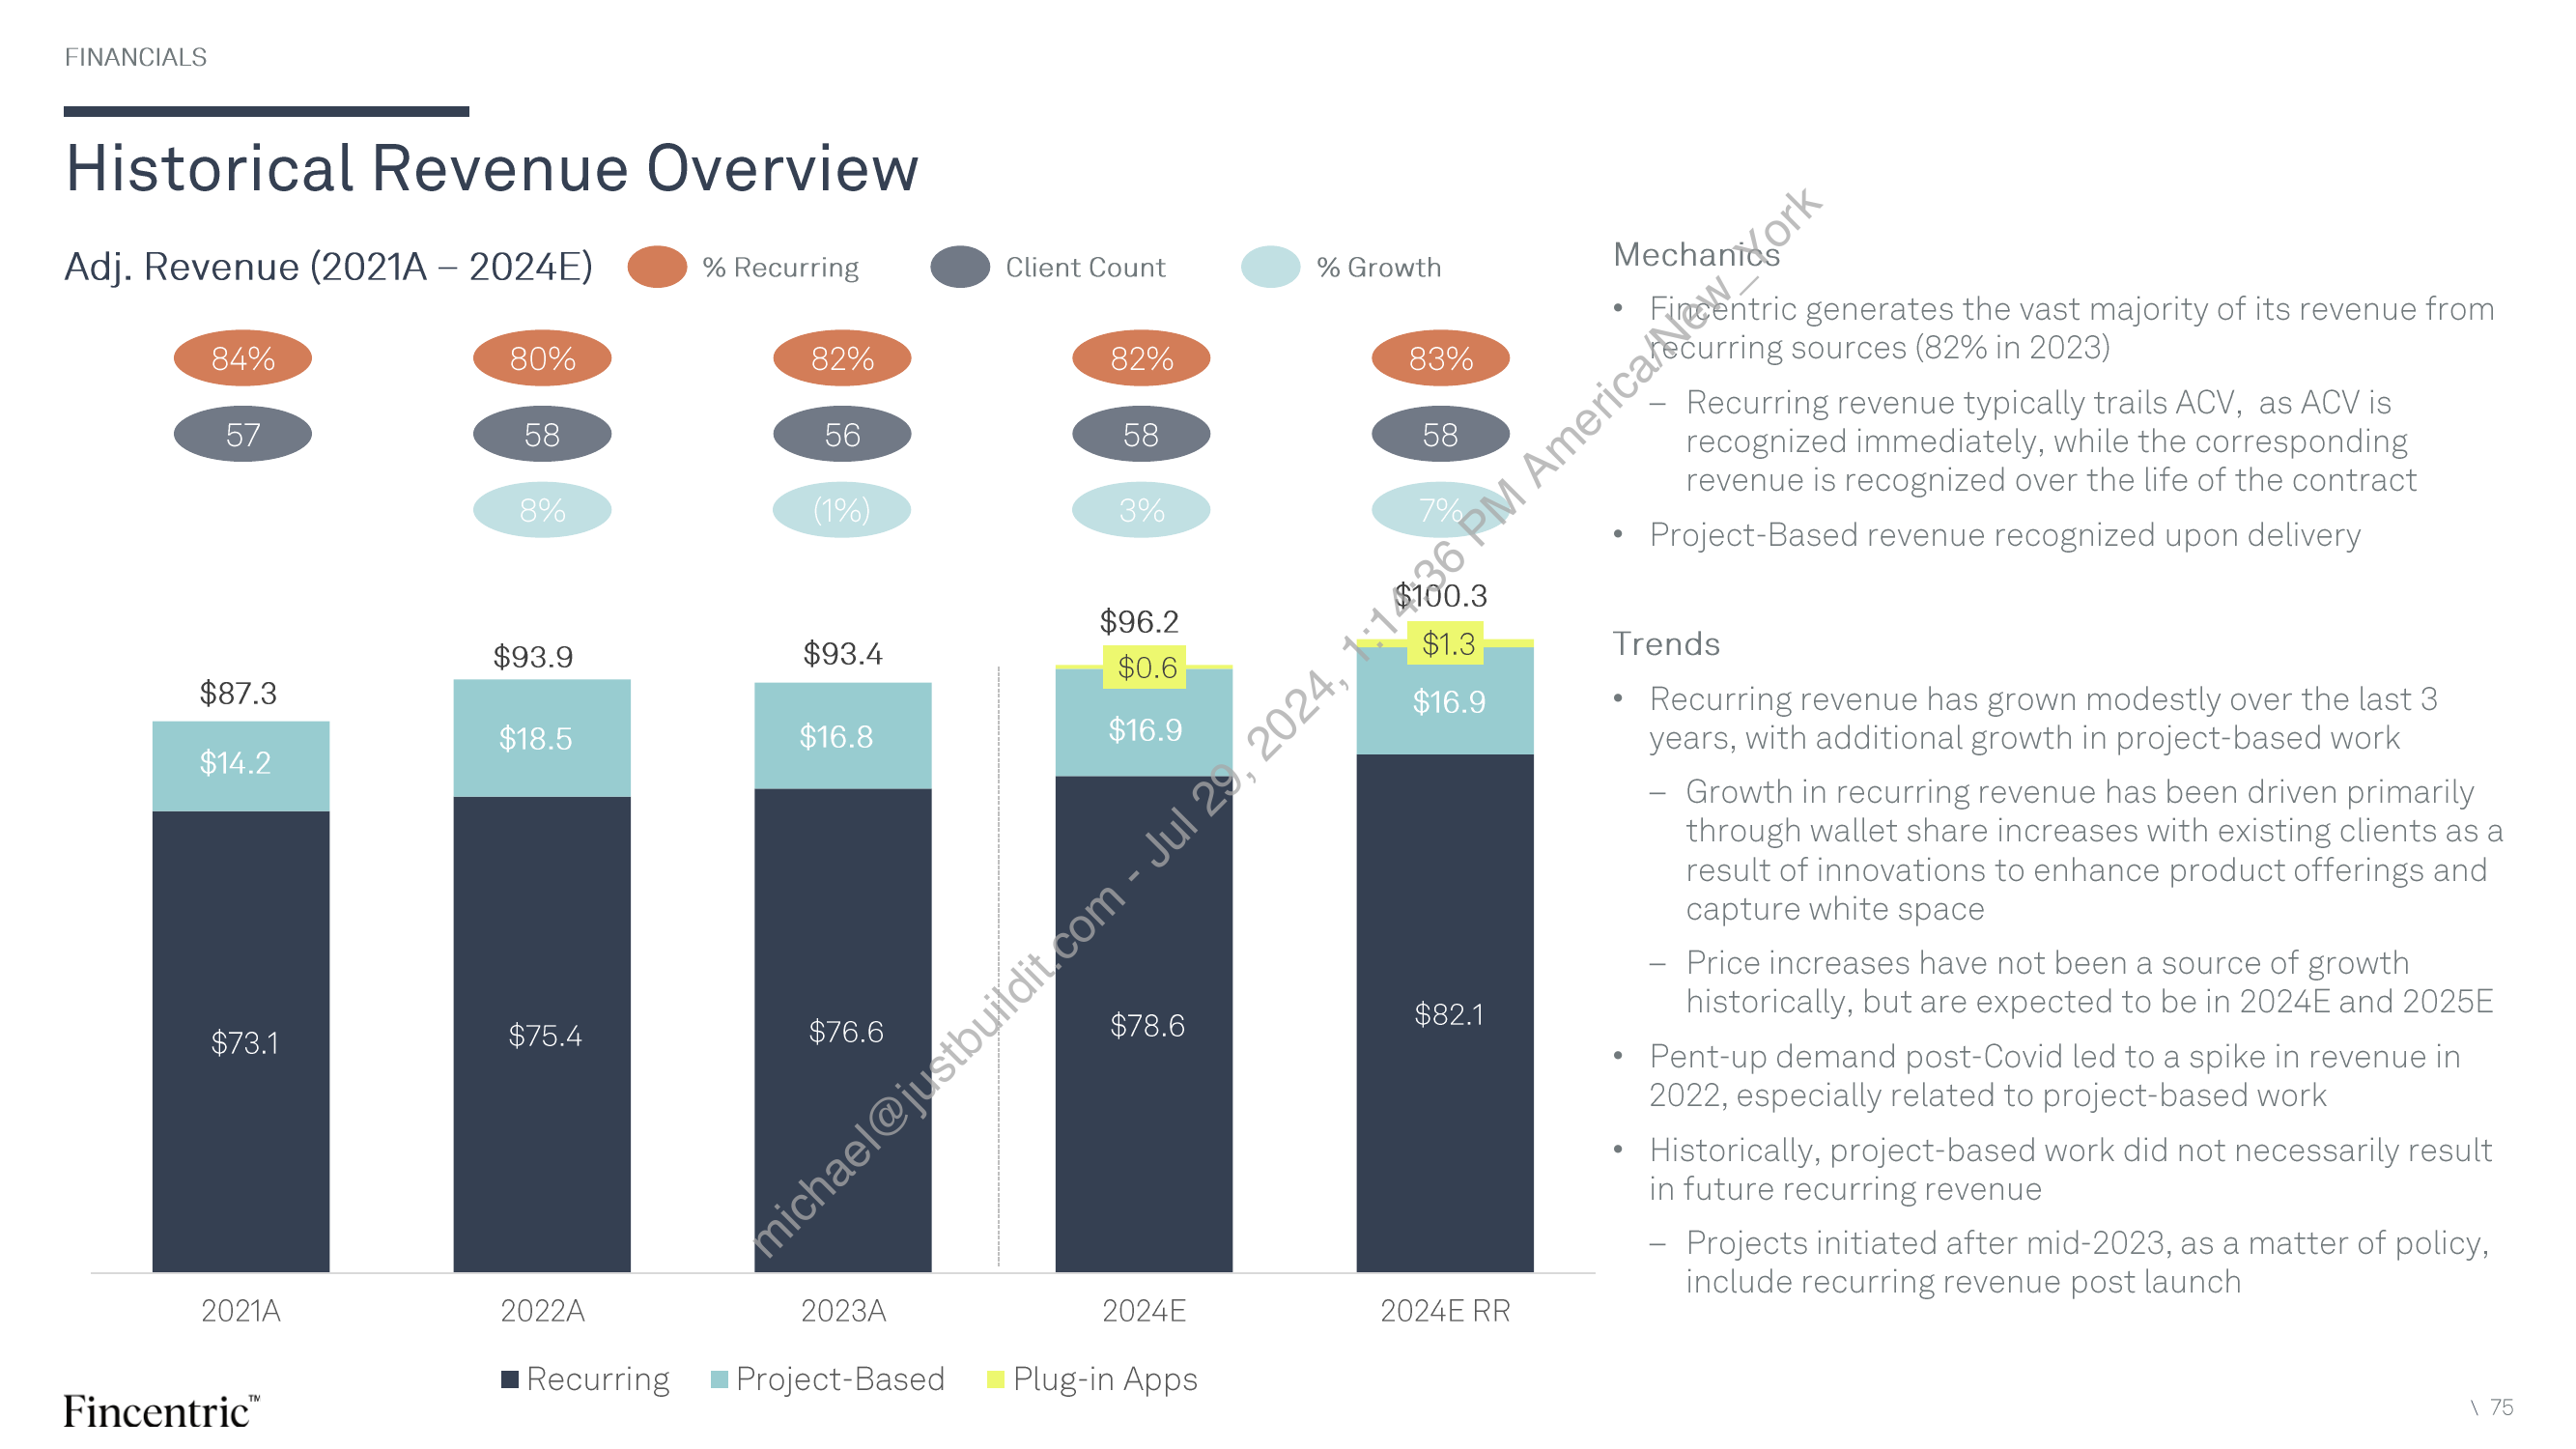 FINANCIALS
Historical Revenue Overview
Adj. Revenue (2021A – 2024E)
% Recurring
Client Count
% Growth
84%
80%
82%
82%
83%
57
58
56
58
58
8%
(1%)
3%
7%
$87.3
$93.9
$93.4
$96.2
$100.3
$0.6
$1.3
$14.2
$18.5
$16.8
$16.9
$16.9
$73.1
$75.4
$76.6
$78.6
$82.1
2021A
2022A
2023A
2024E
2024E RR
Recurring
Project-Based
Plug-in Apps
Mechanics
• Fincentric generates the vast majority of its revenue from
recurring sources (82% in 2023)
– Recurring revenue typically trails ACV, as ACV is
recognized immediately, while the corresponding
revenue is recognized over the life of the contract
• Project-Based revenue recognized upon delivery
Trends
• Recurring revenue has grown modestly over the last 3
years, with additional growth in project-based work
– Growth in recurring revenue has been driven primarily
through wallet share increases with existing clients as a
result of innovations to enhance product offerings and
capture white space
– Price increases have not been a source of growth
historically, but are expected to be in 2024E and 2025E
• Pent-up demand post-Covid led to a spike in revenue in
2022, especially related to project-based work
• Historically, project-based work did not necessarily result
in future recurring revenue
– Projects initiated after mid-2023, as a matter of policy,
include recurring revenue post launch
michael@justbuildit.com - Jul 29, 2024, 1:14:36 PM America/New_York
Fincentric™
\ 75